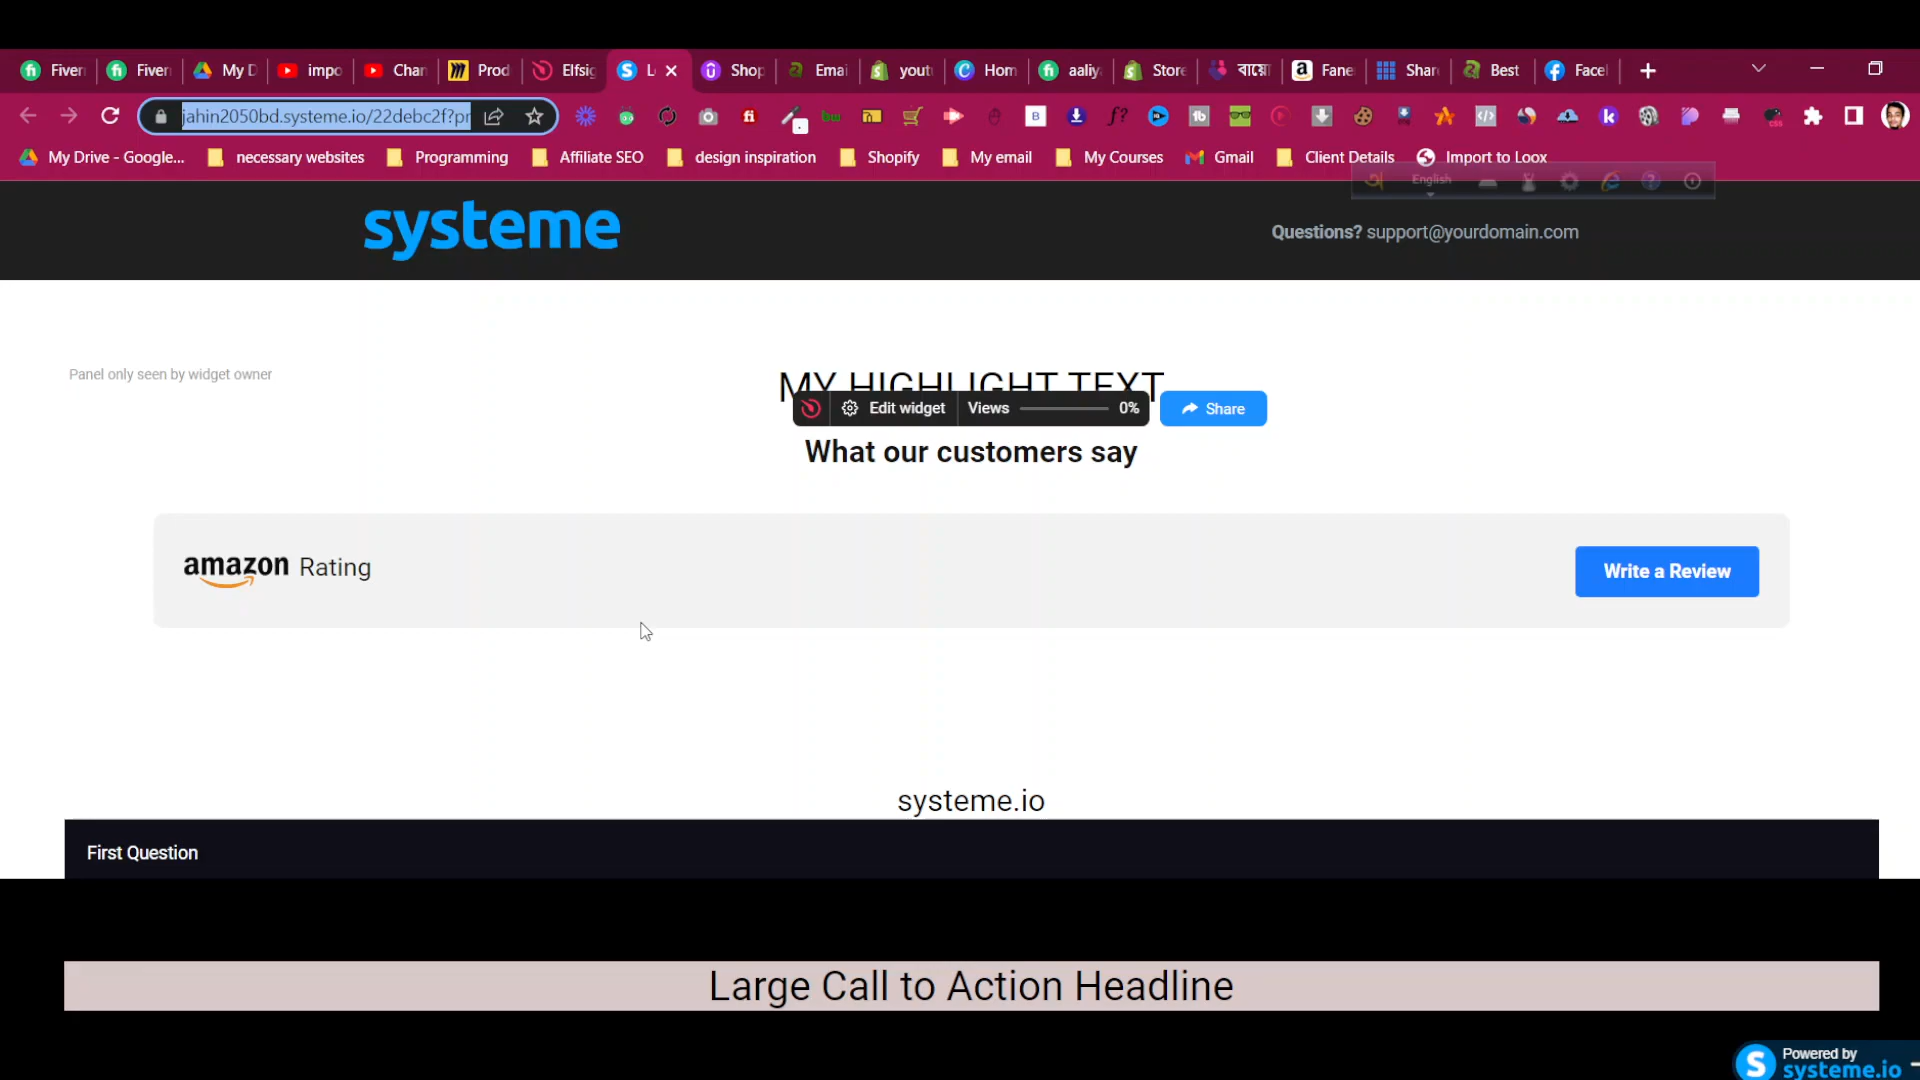 Fiver
Fiver
My D
impo
Chan
Prod
Elfsig
L
Shop
Emai
yout
Hom
aaliy
Store
বায়ো
Fane
Shar
Best
Facel
jahin2050bd.systeme.io/22debc2f?pr
My Drive - Google...
necessary websites
Programming
Affiliate SEO
design inspiration
Shopify
My email
My Courses
Gmail
Client Details
Import to Loox
English
systeme
Questions? support@yourdomain.com
Panel only seen by widget owner
MY HIGHLIGHT TEXT
Edit widget
Views
0%
Share
What our customers say
amazon Rating
Write a Review
systeme.io
First Question
Large Call to Action Headline
Powered by
systeme.io